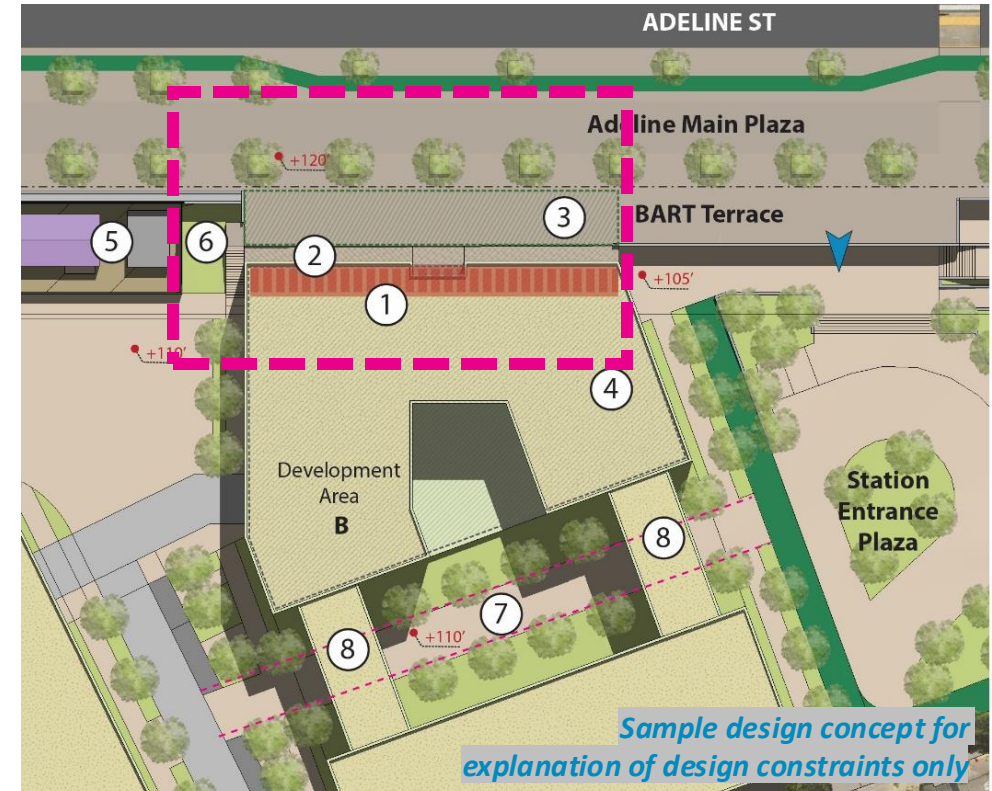 ADELINE ST
Adeline Main Plaza
+120'
3
BART Terrace
5
6
2
+105'
1
+110'
4
Development
Area
B
Station
Entrance
Plaza
8
7
+110'
8
Sample design concept for
explanation of design constraints only